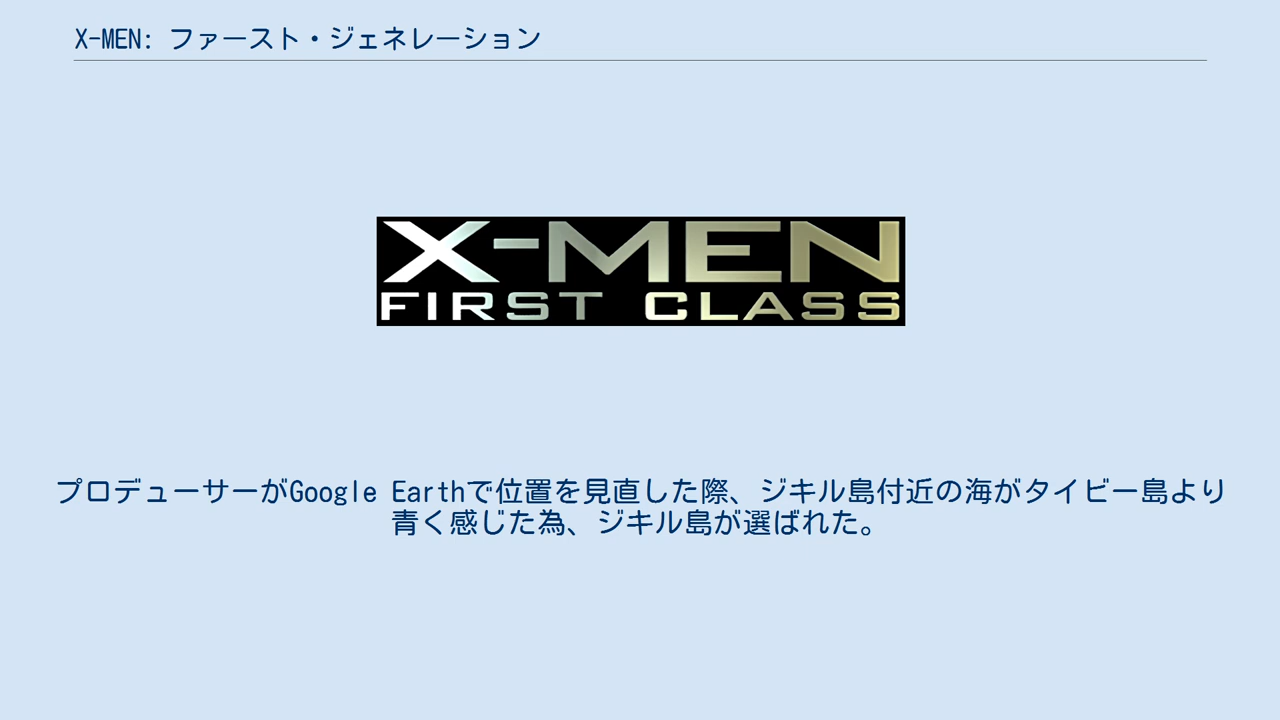 X-MEN: ファースト・ジェネレーション
X-MEN
FIRST CLASS
プロデューサーがGoogle Earthで位置を見直した際、ジキル島付近の海がタイビー島より
青く感じた為、ジキル島が選ばれた。